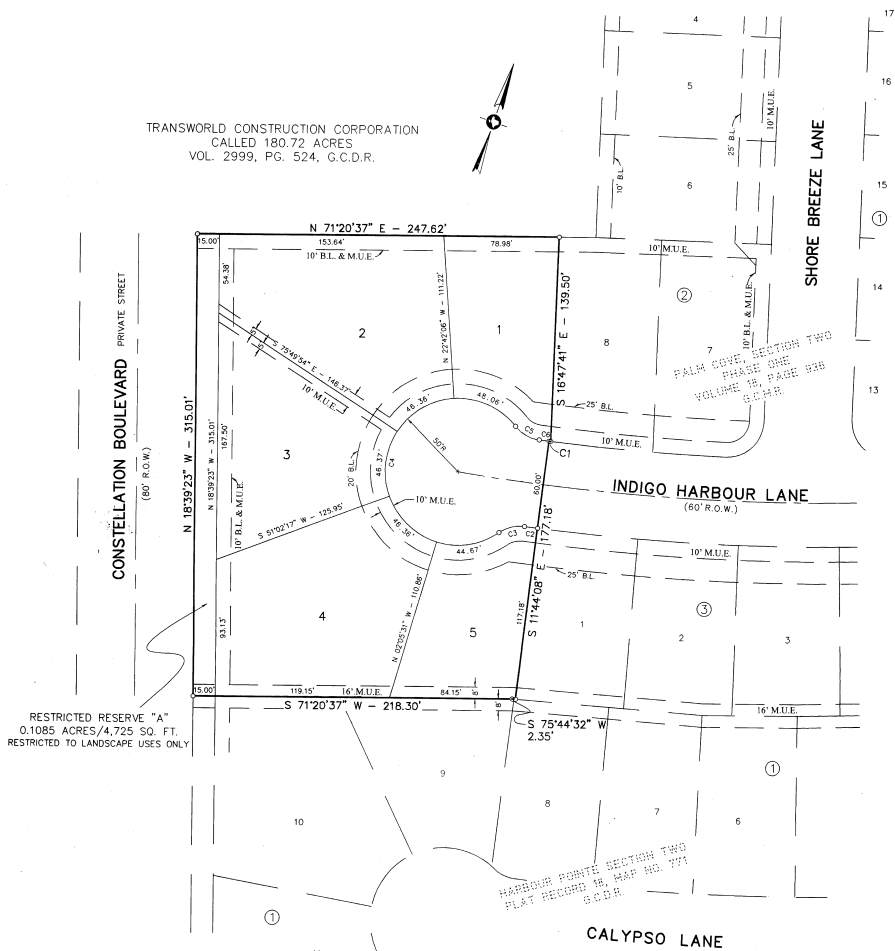 17
4
16
5
TRANSWORLD CONSTRUCTION CORPORATION
CALLED 180.72 ACRES
VOL. 2999, PG. 524, G.C.D.R.
10' M.U.E.
25' B.L.
SHORE BREEZE LANE
10' B.L.
6
15
1
N 71°20'37" E - 247.62'
15.00'
153.64'
78.98'
10' B.L. & M.U.E.
10' M.U.E.
54.38'
N 22°42'06" W - 111.22'
S 16°47'41" E - 139.50'
2
14
10' B.L. & M.U.E.
CONSTELLATION BOULEVARD
PRIVATE STREET
(80' R.O.W.)
N 18°39'23" W - 315.01'
N 18°39'23" W - 315.01'
2
1
8
7
5'
5'
S 75°49'54" E - 146.37'
10' M.U.E.
PALM COVE, SECTION TWO
PHASE ONE
VOLUME 18, PAGE 938
G.C.M.R.
13
46.36'
48.06'
25' B.L.
C5
C6
C1
10' M.U.E.
167.50'
3
20' B.L.
46.37'
C4
50'R
10' M.U.E.
60.00'
INDIGO HARBOUR LANE
(60' R.O.W.)
10' B.L. & M.U.E.
S 51°02'17" W - 125.95'
46.36'
44.67'
C3
C2
S 11°44'08" E - 177.18'
10' M.U.E.
25' B.L.
3
93.13'
4
N 02°05'31" W - 110.86'
5
117.18'
1
2
3
15.00'
119.15'
16' M.U.E.
84.15'
8'
8'
S 71°20'37" W - 218.30'
16' M.U.E.
S 75°44'32" W
2.35'
RESTRICTED RESERVE "A"
0.1085 ACRES/4,725 SQ. FT.
RESTRICTED TO LANDSCAPE USES ONLY
9
1
10
8
7
6
HARBOUR POINTE SECTION TWO
PLAT RECORD 18, MAP NO. 771
G.C.D.R.
1
CALYPSO LANE